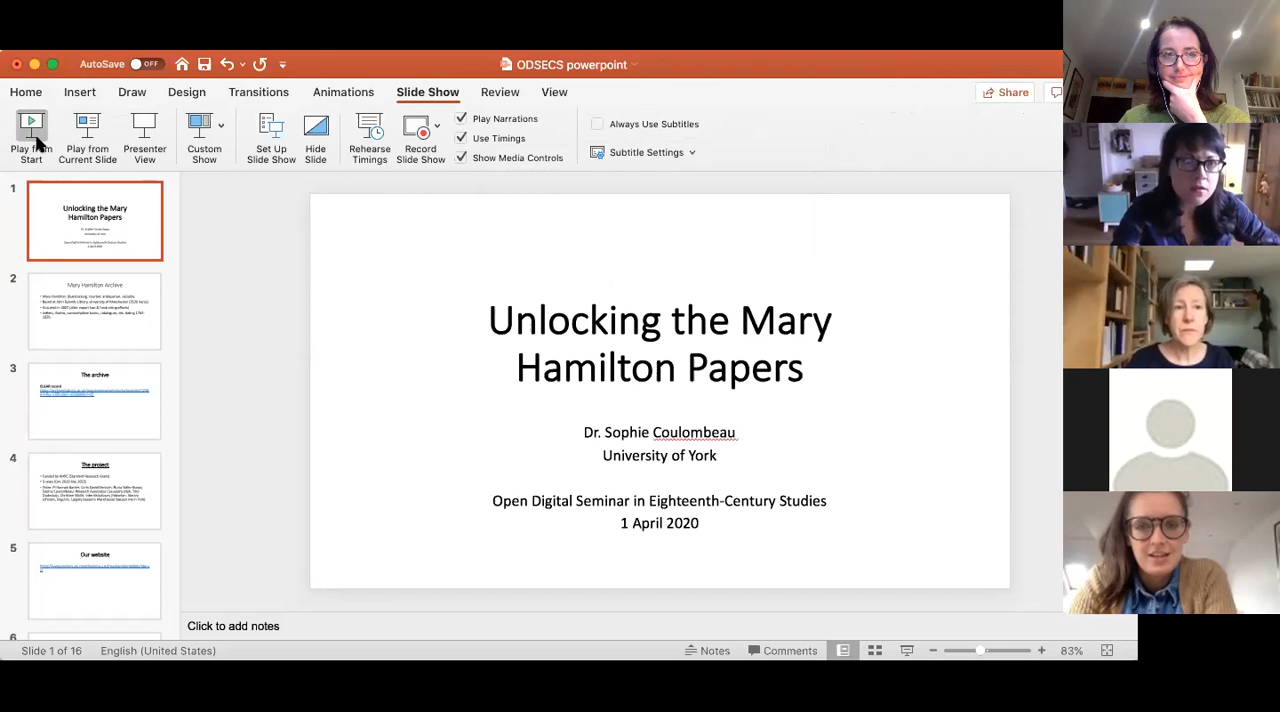 AutoSave OFF
ODSECS powerpoint
Home Insert Draw Design Transitions Animations Slide Show Review View
Share
Play from Start
Play from Current Slide
Presenter View
Custom Show
Set Up Slide Show
Hide Slide
Rehearse Timings
Record Slide Show
Play Narrations
Use Timings
Show Media Controls
Always Use Subtitles
Subtitle Settings
1
Unlocking the Mary
Hamilton Papers
2
Mary Hamilton Archive
3
The archive
4
The project
5
Our website
6
Unlocking the Mary
Hamilton Papers
Dr. Sophie Coulombeau
University of York
Open Digital Seminar in Eighteenth-Century Studies
1 April 2020
Click to add notes
Slide 1 of 16 English (United States) Notes Comments 83%